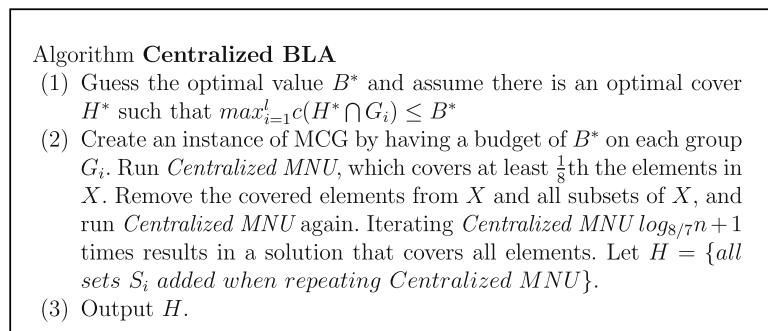 Algorithm Centralized BLA
(1) Guess the optimal value B* and assume there is an optimal cover
H* such that max_{i=1}^{l} c(H* ⋂ G_i) ≤ B*
(2) Create an instance of MCG by having a budget of B* on each group
G_i. Run Centralized MNU, which covers at least 1/8th the elements in
X. Remove the covered elements from X and all subsets of X, and
run Centralized MNU again. Iterating Centralized MNU log_{8/7}n + 1
times results in a solution that covers all elements. Let H = {all
sets S_i added when repeating Centralized MNU}.
(3) Output H.